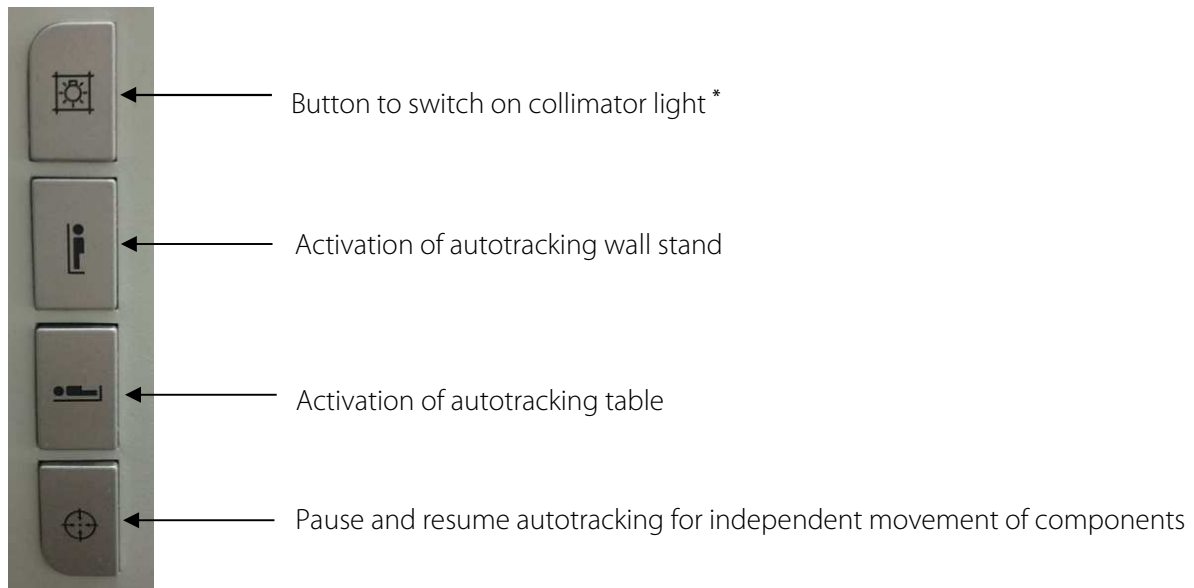 Button to switch on collimator light *
Activation of autotracking wall stand
Activation of autotracking table
Pause and resume autotracking for independent movement of components